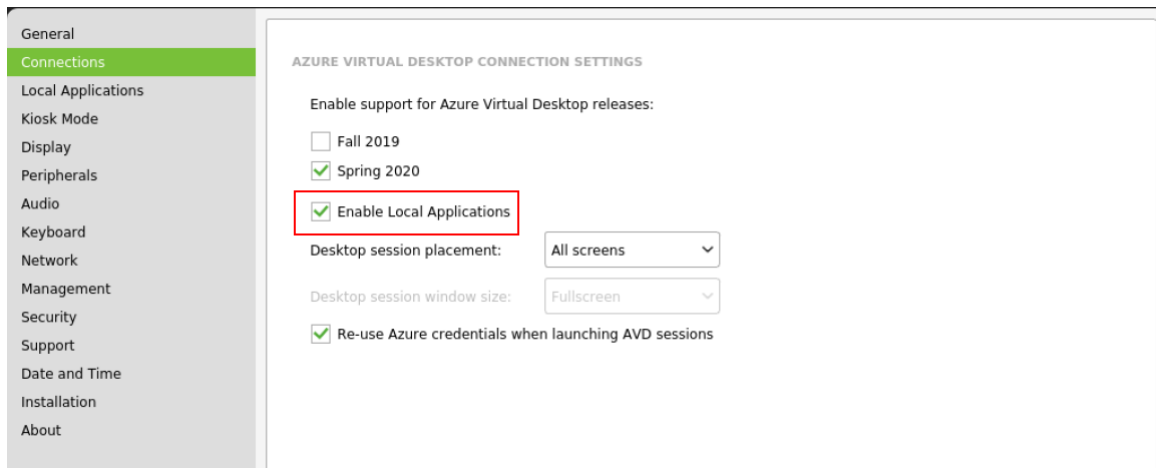 General
Connections
Local Applications
Kiosk Mode
Display
Peripherals
Audio
Keyboard
Network
Management
Security
Support
Date and Time
Installation
About
AZURE VIRTUAL DESKTOP CONNECTION SETTINGS
Enable support for Azure Virtual Desktop releases:
Fall 2019
Spring 2020
Enable Local Applications
Desktop session placement: All screens
Desktop session window size: Fullscreen
Re-use Azure credentials when launching AVD sessions